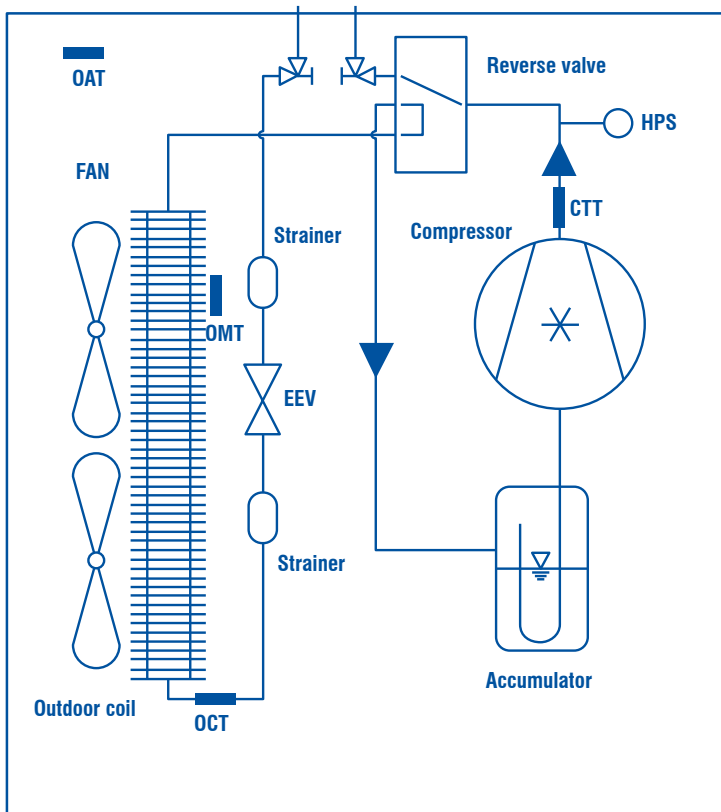 OAT
Reverse valve
HPS
FAN
CTT
Compressor
Strainer
OMT
EEV
Strainer
Accumulator
Outdoor coil
OCT